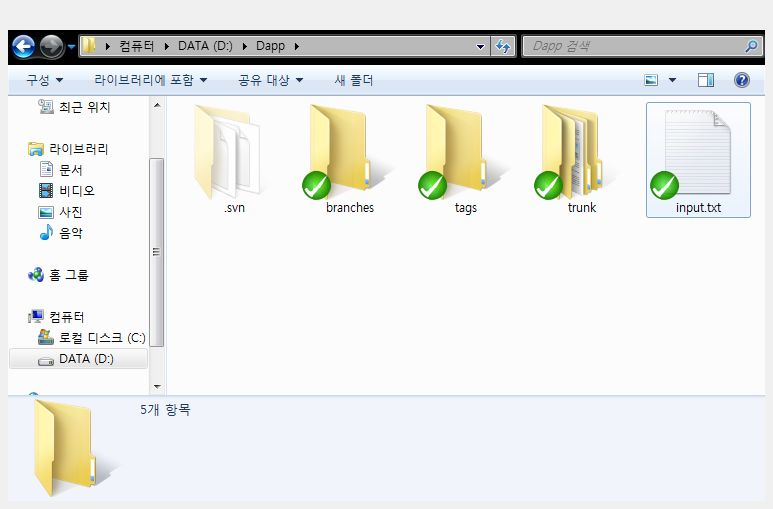 컴퓨터 DATA (D:) Dapp
Dapp 검색
구성 라이브러리에 포함 공유 대상 새 폴더
최근 위치
라이브러리
문서
비디오
사진
음악
홈 그룹
컴퓨터
로컬 디스크 (C:)
DATA (D:)
.svn branches tags trunk input.txt
5개 항목